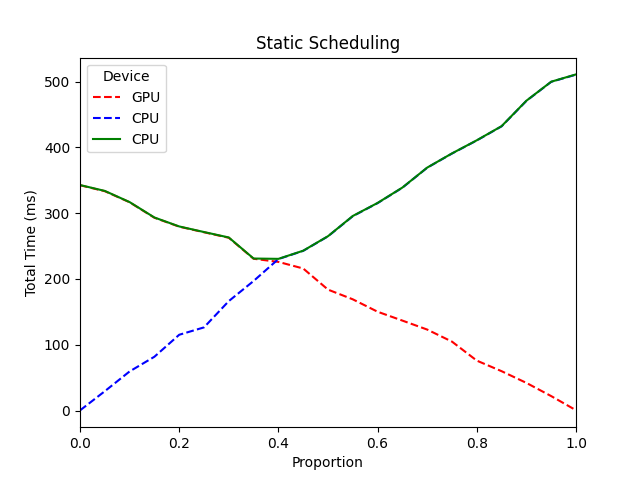 Static Scheduling
Device
GPU
CPU
CPU
Total Time (ms)
500
400
300
200
100
0
0.0 0.2 0.4 0.6 0.8 1.0
Proportion